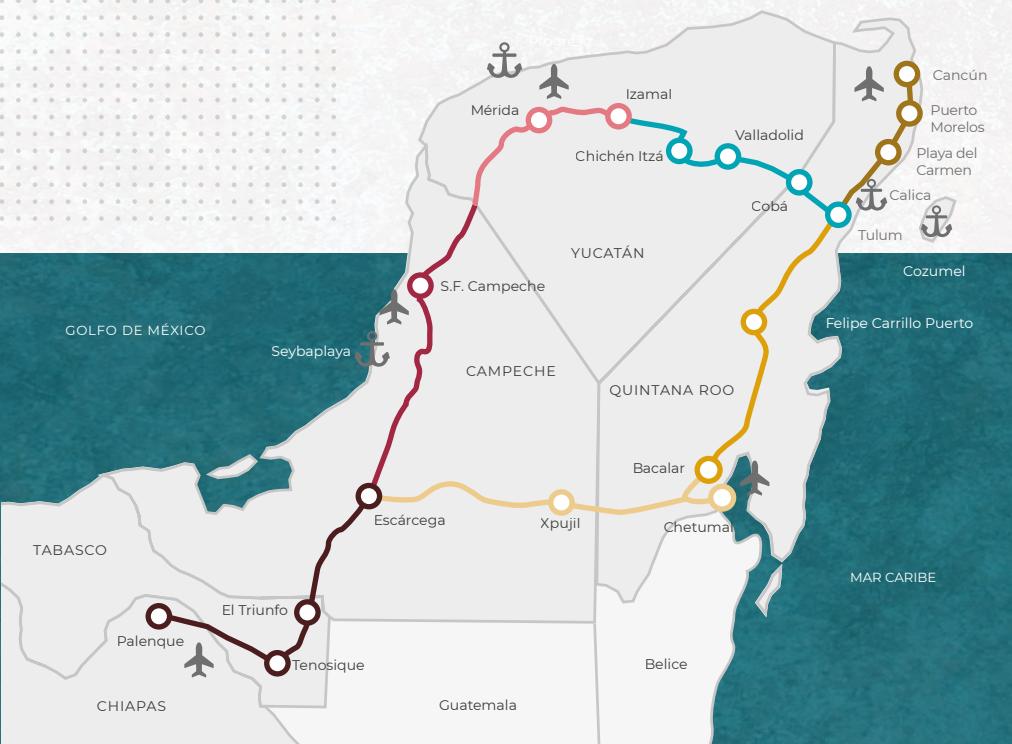 Progreso
Izamal
Mérida
Cancún
Puerto
Morelos
Valladolid
Chichén Itzá
Playa del
Carmen
Calica
Cobá
Tulum
YUCATÁN
Cozumel
S.F. Campeche
GOLFO DE MÉXICO
Felipe Carrillo Puerto
Seybaplaya
CAMPECHE
QUINTANA ROO
Bacalar
Escárcega
Xpujil
Chetumal
TABASCO
MAR CARIBE
El Triunfo
Palenque
Tenosique
Belice
CHIAPAS
Guatemala